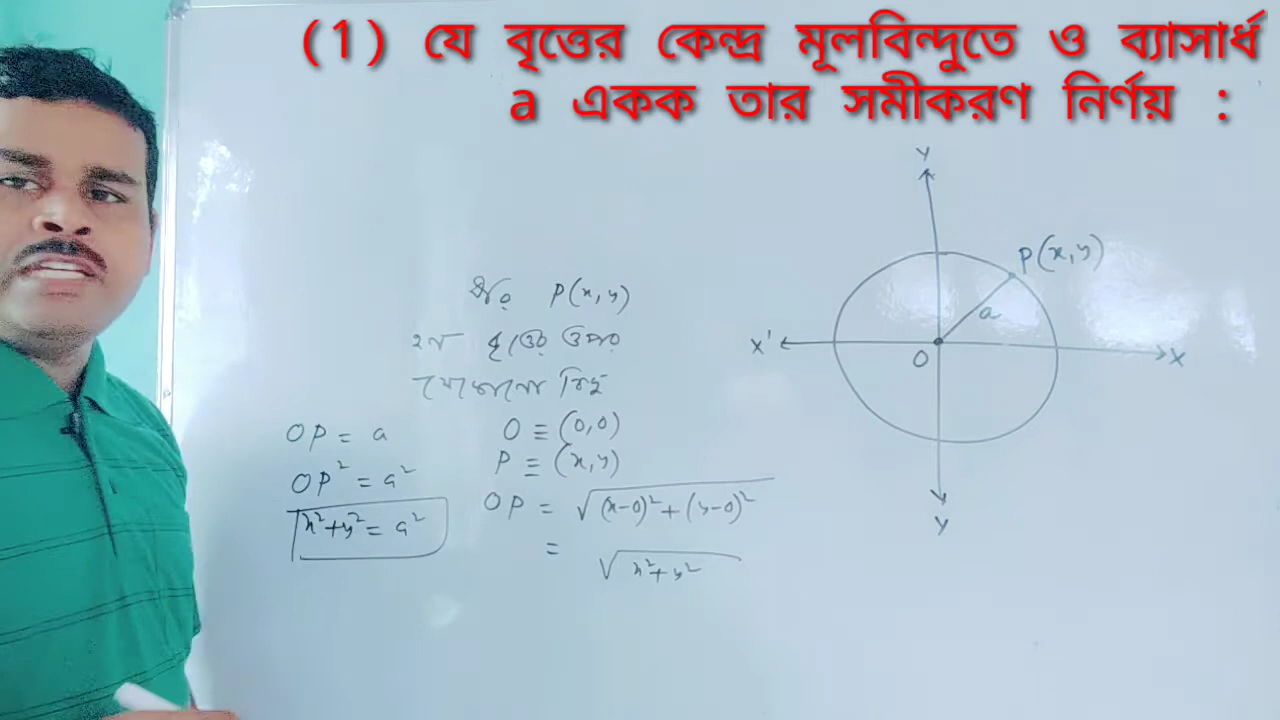 (1) যে বৃত্তের কেন্দ্র মূলবিন্দুতে ও ব্যাসার্ধ
a একক তার সমীকরণ নির্ণয় :
ধরি P(x,y)
হল বৃত্তের উপর
যেকোনো বিন্দু
O ≡ (0,0)
P ≡ (x,y)
OP = √(x-0)²+(y-0)²
= √x²+y²
OP = a
OP² = a²
x²+y² = a²
Y
P(x,y)
a
X'
O
X
Y